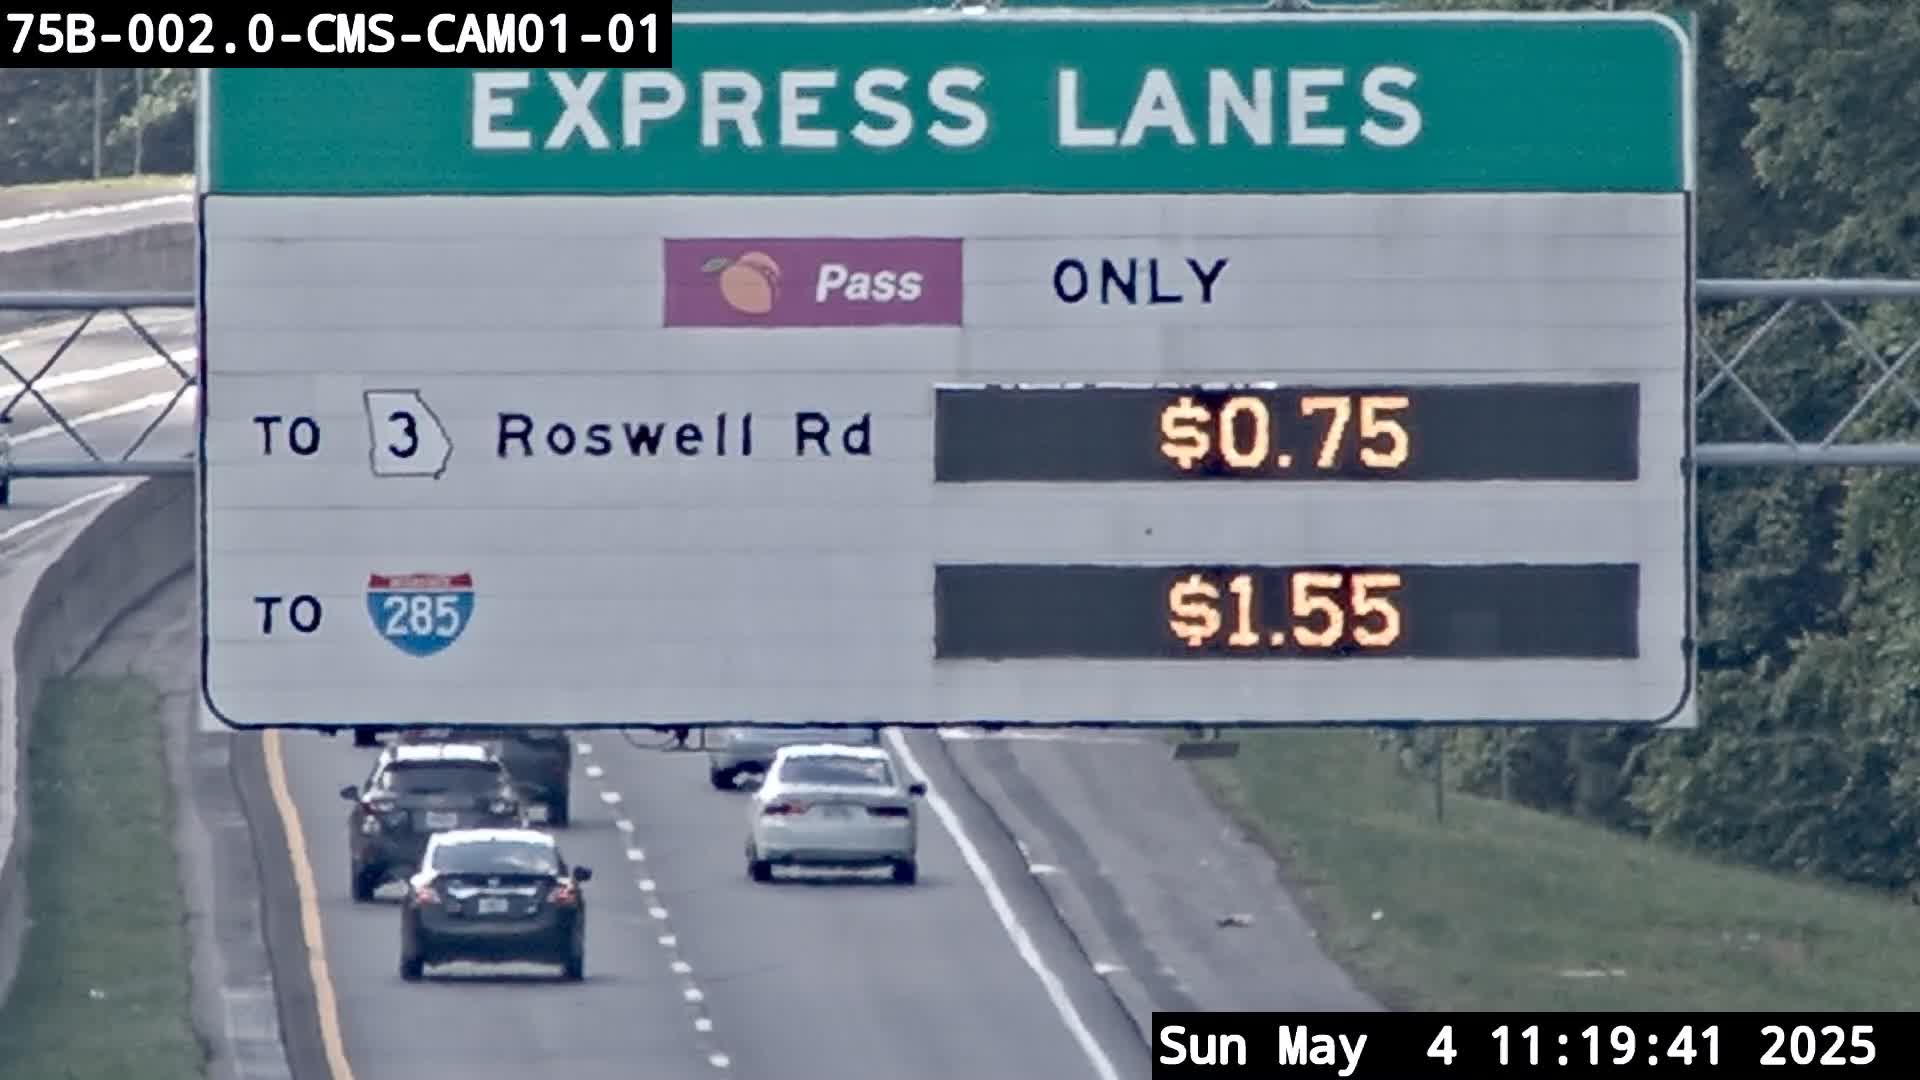 75B-002.0-CMS-CAM01-01
EXPRESS LANES
Pass ONLY
TO 3 Roswell Rd $0.75
TO 285 $1.55
Sun May 4 11:19:41 2025